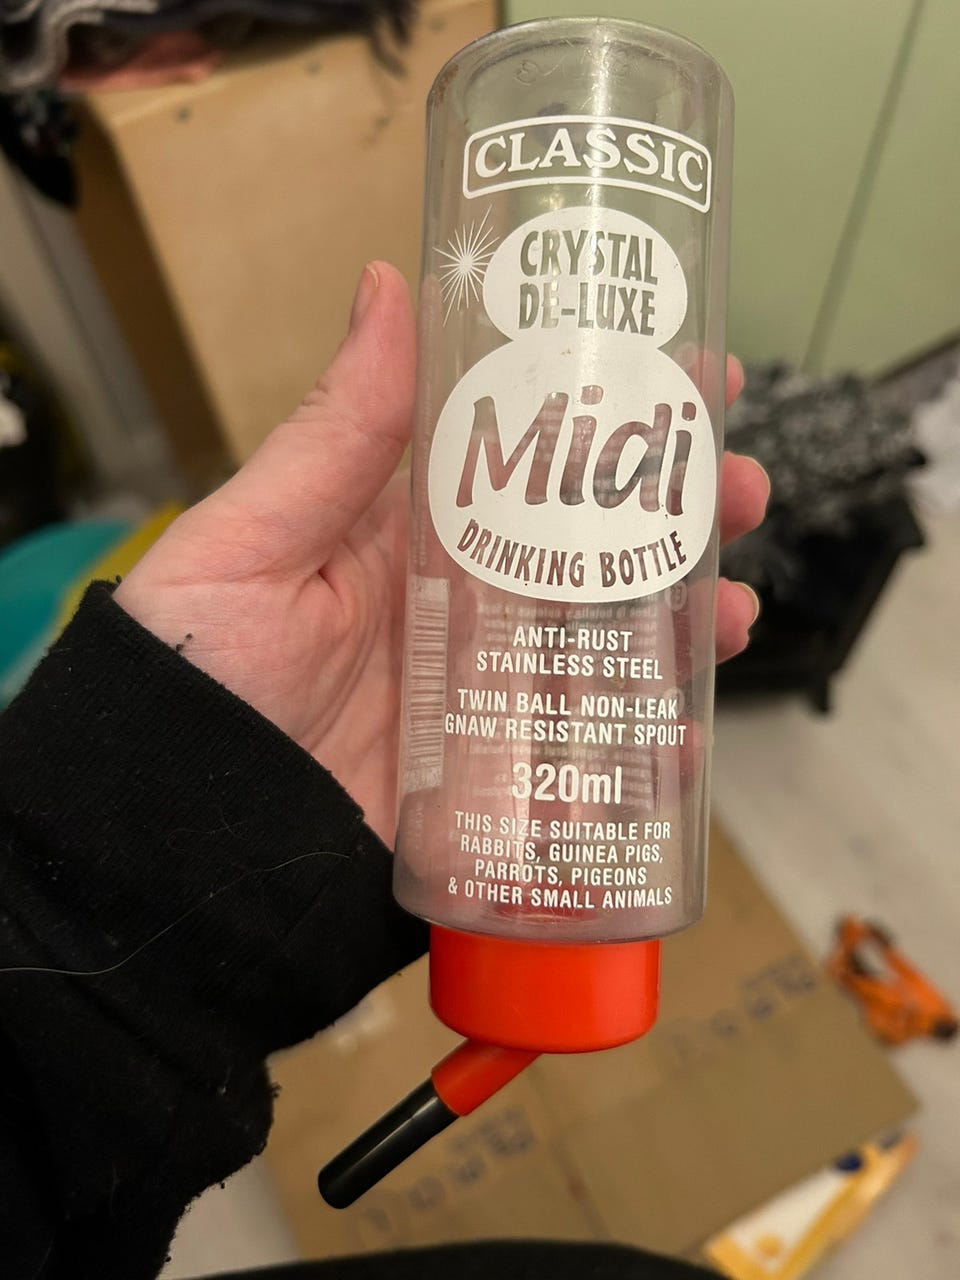 CLASSIC
CRYSTAL
DE-LUXE
Midi
DRINKING BOTTLE
ANTI-RUST
STAINLESS STEEL
TWIN BALL NON-LEAK
GNAW RESISTANT SPOUT
320ml
THIS SIZE SUITABLE FOR
RABBITS, GUINEA PIGS,
PARROTS, PIGEONS
& OTHER SMALL ANIMALS